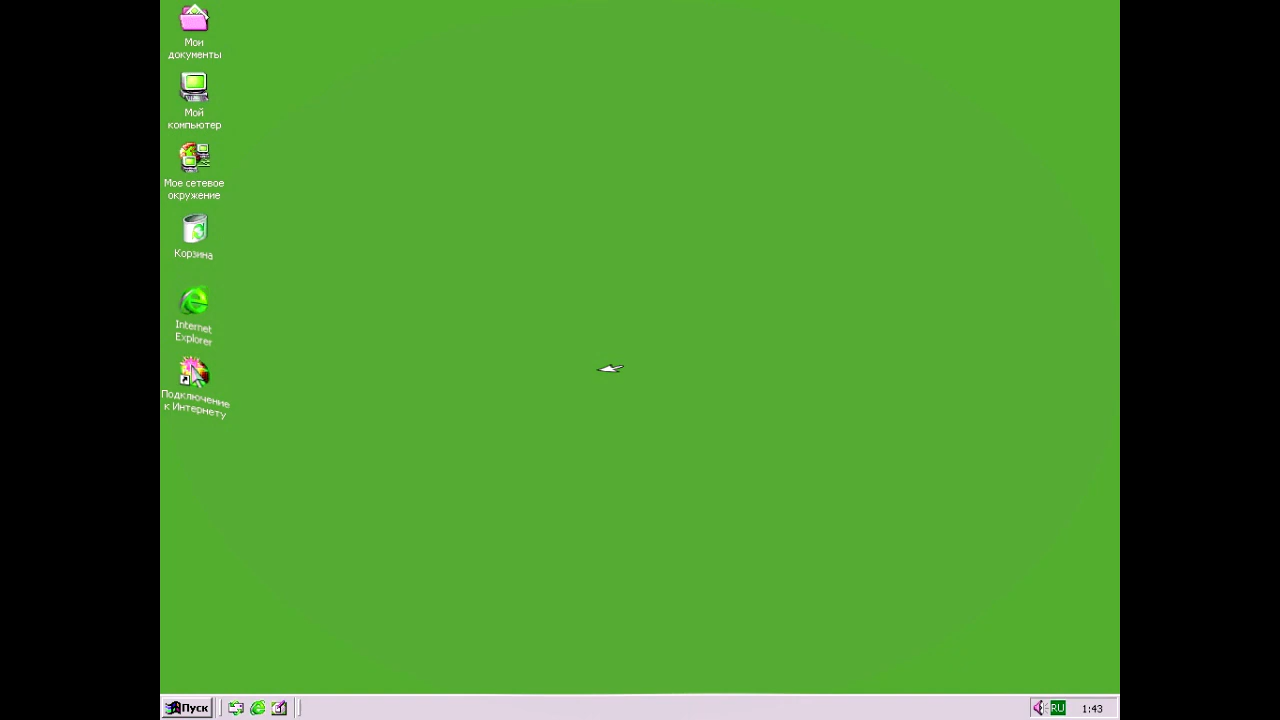 Мои
документы
Мой
компьютер
Мое сетевое
окружение
Корзина
Internet
Explorer
Подключение
к Интернету
Пуск
RU
1:43